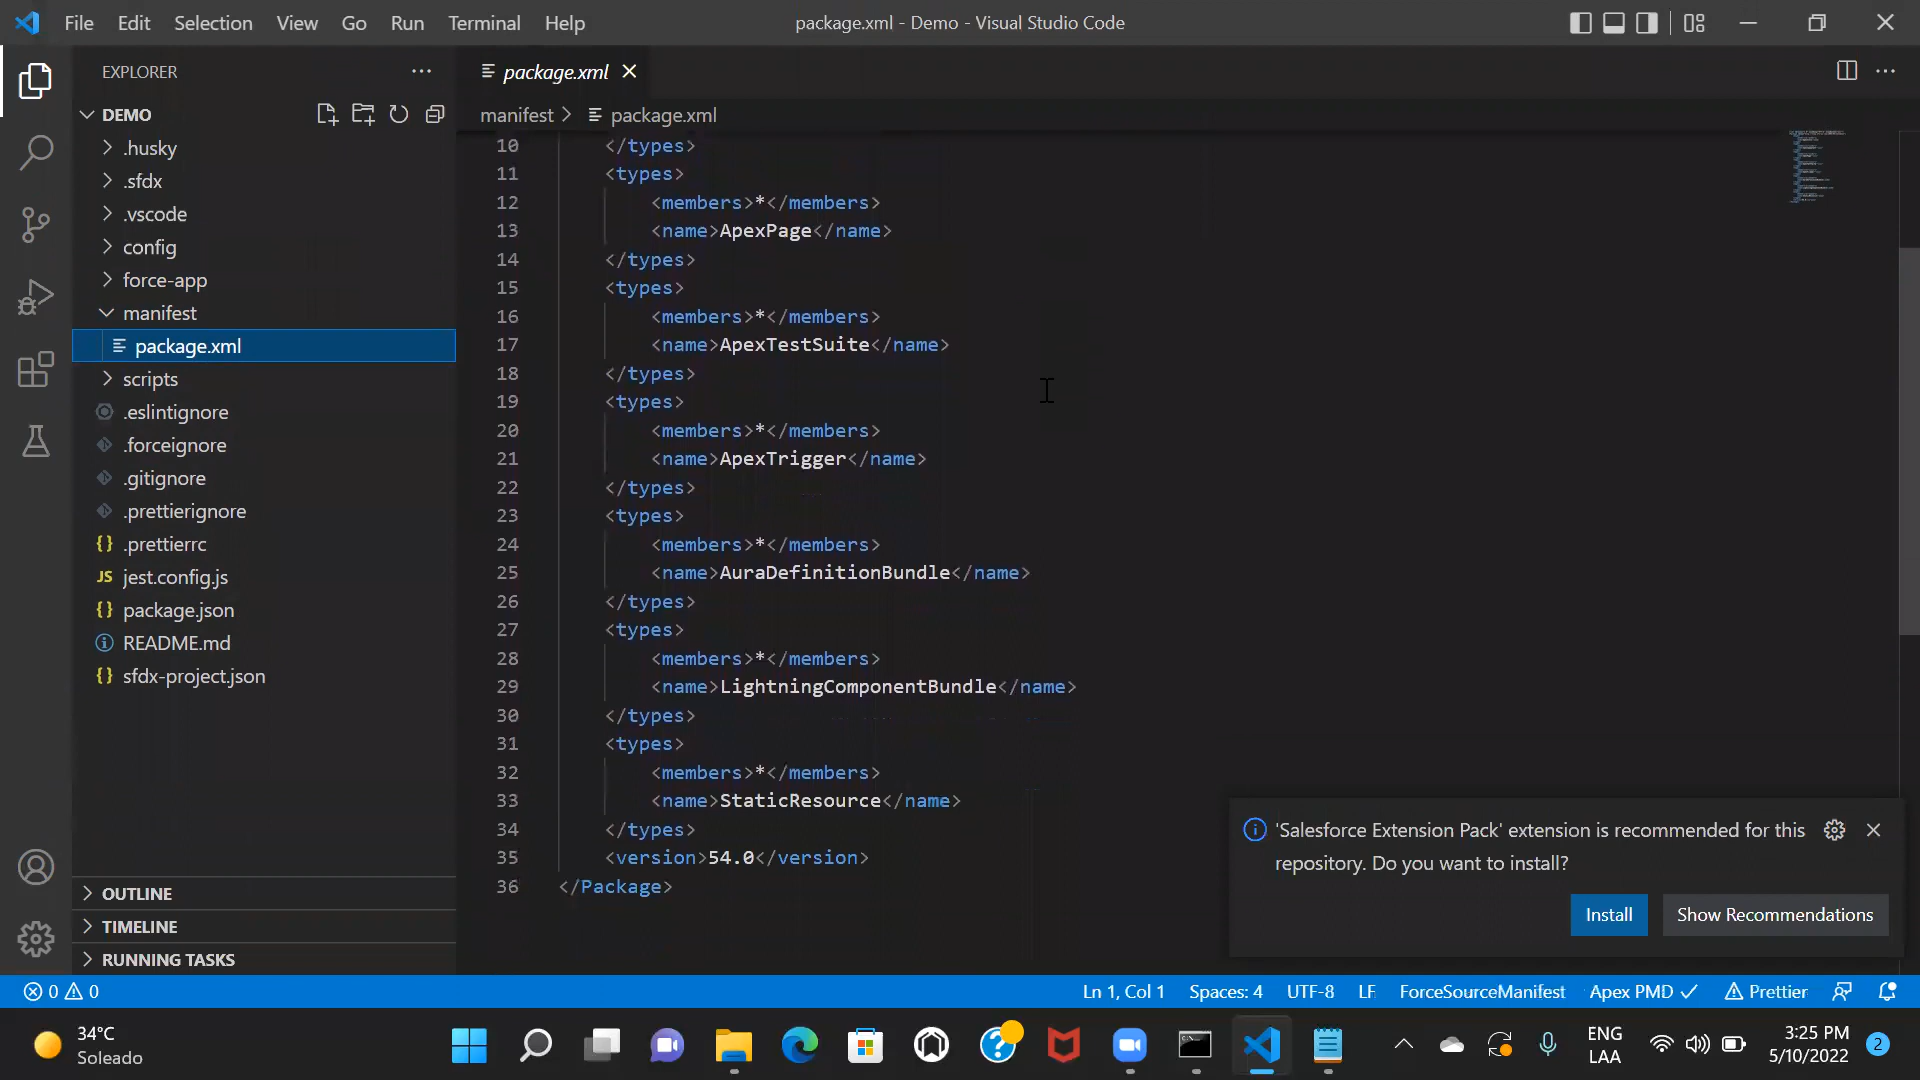 File Edit Selection View Go Run Terminal Help
package.xml - Demo - Visual Studio Code
EXPLORER
DEMO
.husky
.sfdx
.vscode
config
force-app
manifest
package.xml
scripts
.eslintignore
.forceignore
.gitignore
.prettierignore
{} .prettierrc
JS jest.config.js
{} package.json
README.md
{} sfdx-project.json
OUTLINE
TIMELINE
RUNNING TASKS
package.xml
manifest > package.xml
10 </types>
11 <types>
12 <members>*</members>
13 <name>ApexPage</name>
14 </types>
15 <types>
16 <members>*</members>
17 <name>ApexTestSuite</name>
18 </types>
19 <types>
20 <members>*</members>
21 <name>ApexTrigger</name>
22 </types>
23 <types>
24 <members>*</members>
25 <name>AuraDefinitionBundle</name>
26 </types>
27 <types>
28 <members>*</members>
29 <name>LightningComponentBundle</name>
30 </types>
31 <types>
32 <members>*</members>
33 <name>StaticResource</name>
34 </types>
35 <version>54.0</version>
36 </Package>
'Salesforce Extension Pack' extension is recommended for this
repository. Do you want to install?
Install Show Recommendations
0 0 Ln 1, Col 1 Spaces: 4 UTF-8 LF ForceSourceManifest Apex PMD ✓ Prettier
34°C
Soleado
ENG
LAA
3:25 PM
5/10/2022
2